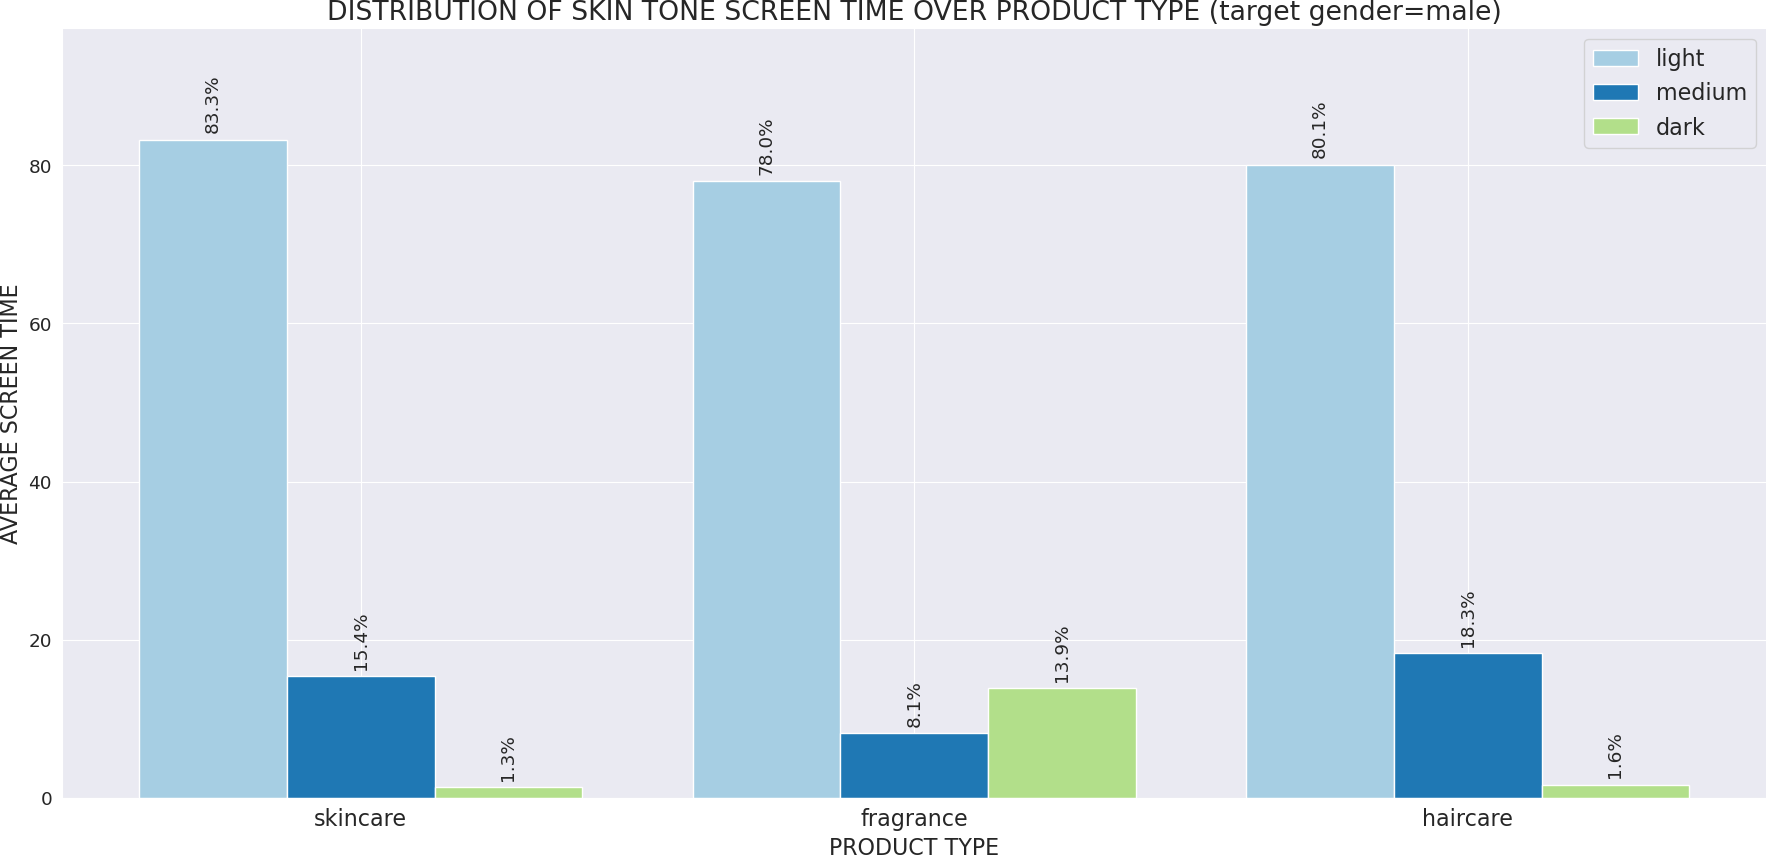 DISTRIBUTION OF SKIN TONE SCREEN TIME OVER PRODUCT TYPE (target gender=male)
light
medium
dark
AVERAGE SCREEN TIME
80
60
40
20
0
83.3%
15.4%
1.3%
78.0%
8.1%
13.9%
80.1%
18.3%
1.6%
skincare
fragrance
haircare
PRODUCT TYPE